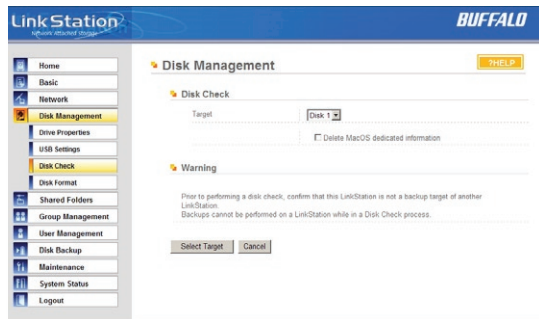 LinkStation
Network Attached Storage
BUFFALO
Home
Basic
Network
Disk Management
Drive Properties
USB Settings
Disk Check
Disk Format
Shared Folders
Group Management
User Management
Disk Backup
Maintenance
System Status
Logout
Disk Management
?HELP
Disk Check
Target
Disk 1
Delete MacOS dedicated information
Warning
Prior to performing a disk check, confirm that this LinkStation is not a backup target of another
LinkStation.
Backups cannot be performed on a LinkStation while in a Disk Check process.
Select Target
Cancel